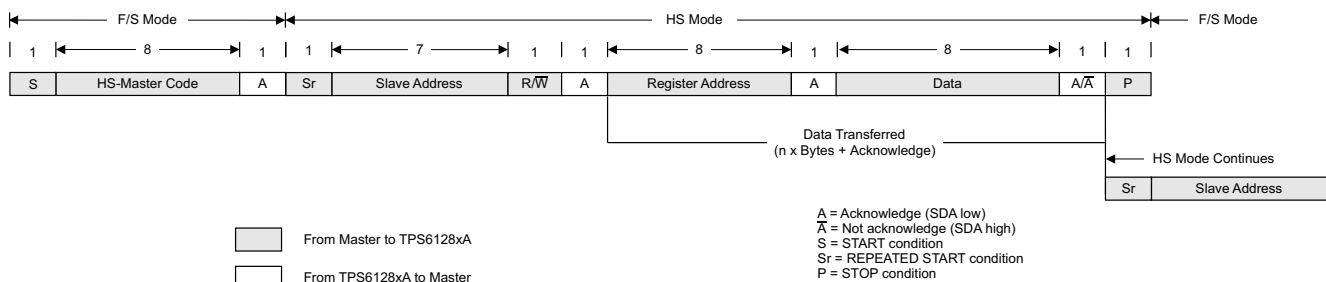 F/S Mode HS Mode F/S Mode
1 8 1 1 7 1 1 8 1 8 1 1
S HS-Master Code A Sr Slave Address R/W̅ A Register Address A Data A/A̅ P
Data Transferred
(n x Bytes + Acknowledge)
HS Mode Continues
Sr Slave Address
From Master to TPS6128xA
From TPS6128xA to Master
A = Acknowledge (SDA low)
A̅ = Not acknowledge (SDA high)
S = START condition
Sr = REPEATED START condition
P = STOP condition